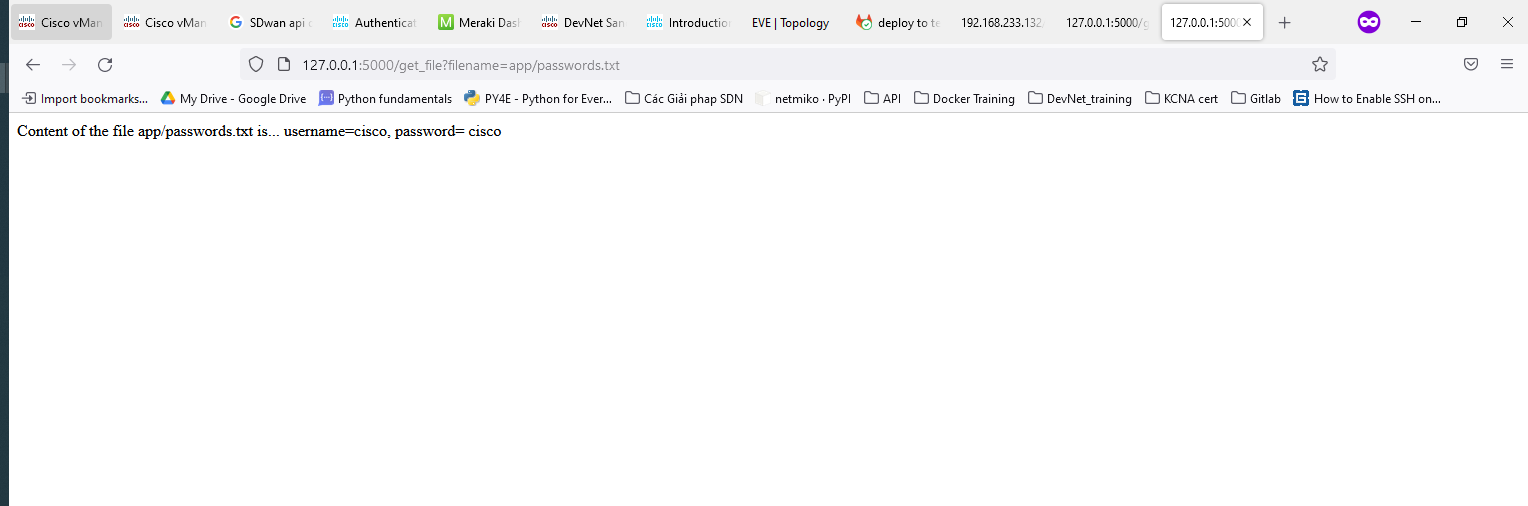 Cisco vMan
Cisco vMan
SDwan api c
Authenticat
Meraki Dash
DevNet San
Introduction
EVE | Topology
deploy to te
192.168.233.132/
127.0.0.1:5000/g
127.0.0.1:5000
127.0.0.1:5000/get_file?filename=app/passwords.txt
Import bookmarks...
My Drive - Google Drive
Python fundamentals
PY4E - Python for Ever...
Các Giải phap SDN
netmiko · PyPI
API
Docker Training
DevNet_training
KCNA cert
Gitlab
How to Enable SSH on...
Content of the file app/passwords.txt is... username=cisco, password= cisco